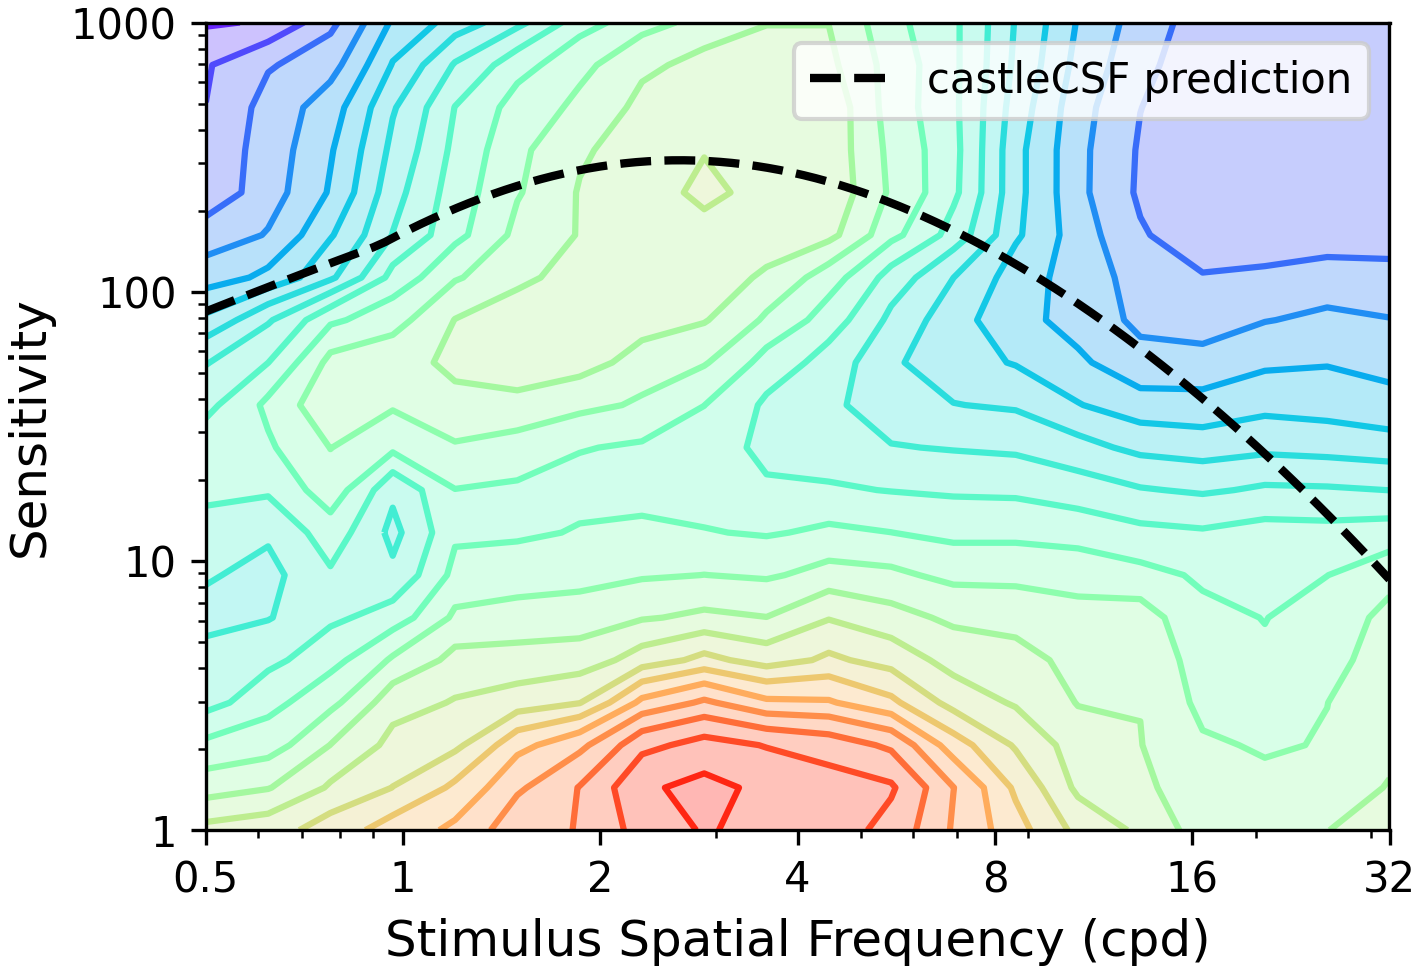 1000
100
10
1
Sensitivity
castleCSF prediction
0.5 1 2 4 8 16 32
Stimulus Spatial Frequency (cpd)